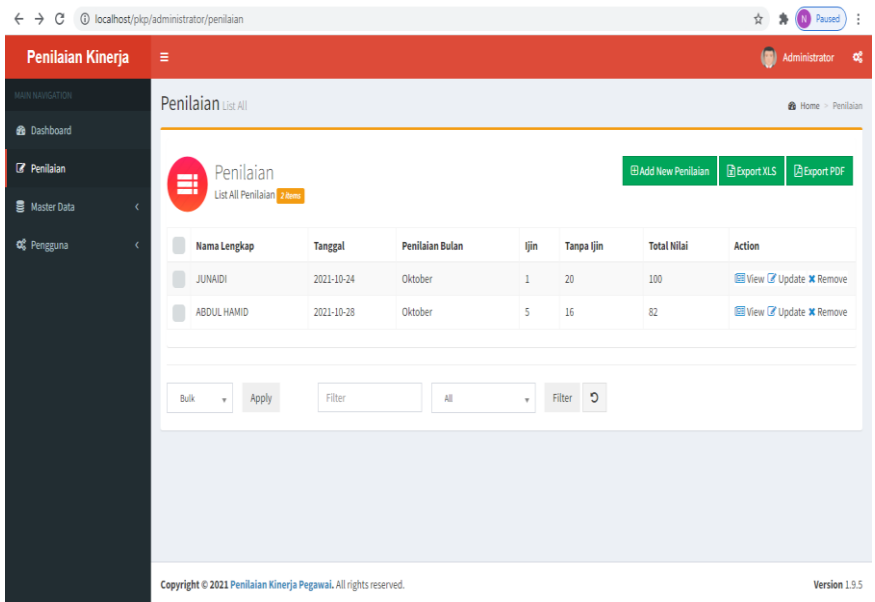 localhost/pkp/administrator/penilaian
N Paused
Penilaian Kinerja
Administrator
MAIN NAVIGATION
Dashboard
Penilaian
Master Data
Pengguna
Penilaian List All
Home > Penilaian
Penilaian
List All Penilaian 2 Items
Add New Penilaian Export XLS Export PDF
Nama Lengkap Tanggal Penilaian Bulan Ijin Tanpa Ijin Total Nilai Action
JUNAIDI 2021-10-24 Oktober 1 20 100 View Update Remove
ABDUL HAMID 2021-10-28 Oktober 5 16 82 View Update Remove
Bulk Apply Filter All Filter
Copyright © 2021 Penilaian Kinerja Pegawai. All rights reserved.
Version 1.9.5